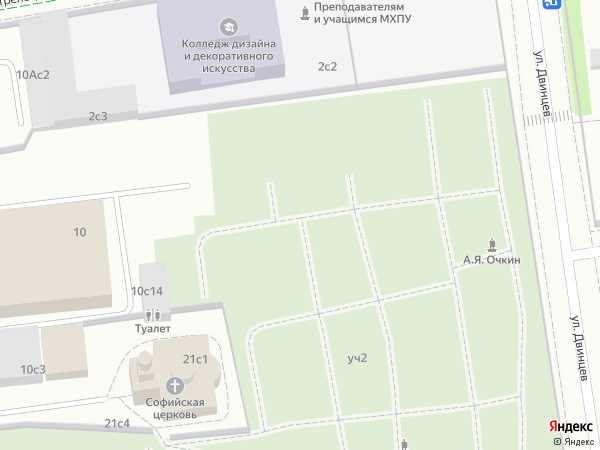 Преподавателям
и учащимся МХПУ
Колледж дизайна
и декоративного
искусства
10Ас2
2с2
2с3
ул. Двинцев
10
А.Я. Очкин
10с14
Туалет
ул. Двинцев
21с1
уч2
10с3
Софийская
церковь
21с4
Яндекс
© Яндекс